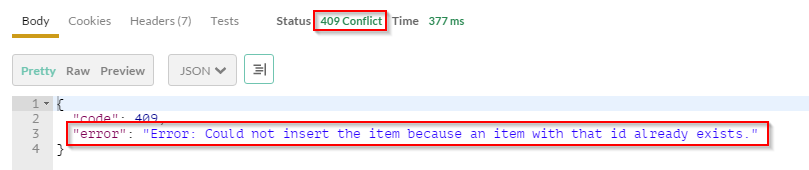 Body Cookies Headers (7) Tests Status 409 Conflict Time 377 ms
Pretty Raw Preview JSON
1 {
2 "code": 409,
3 "error": "Error: Could not insert the item because an item with that id already exists."
4 }